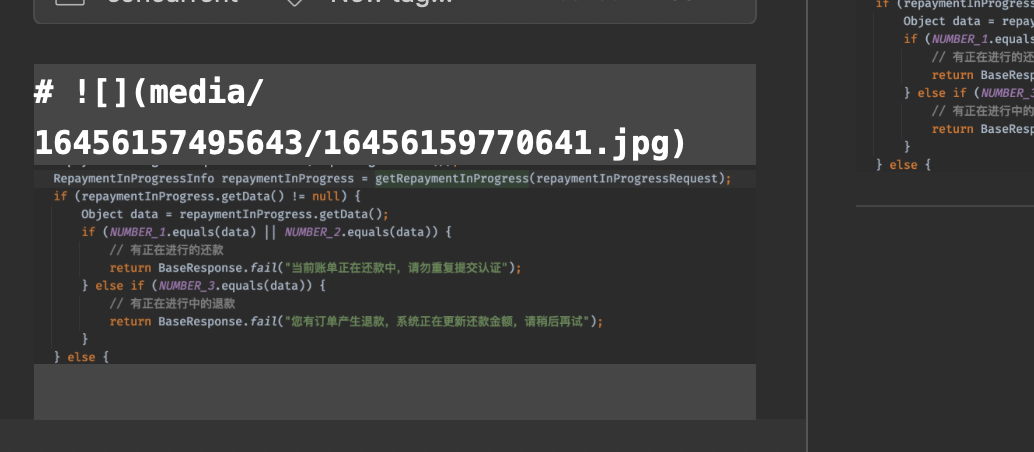 concurrent
New tag...
# ![](media/
16456157495643/16456159770641.jpg)
RepaymentInProgressInfo repaymentInProgress = getRepaymentInProgress(repaymentInProgressRequest);
if (repaymentInProgress.getData() != null) {
Object data = repaymentInProgress.getData();
if (NUMBER_1.equals(data) || NUMBER_2.equals(data)) {
// 有正在进行的还款
return BaseResponse.fail("当前账单正在还款中，请勿重复提交认证");
} else if (NUMBER_3.equals(data)) {
// 有正在进行中的退款
return BaseResponse.fail("您有订单产生退款，系统正在更新还款金额，请稍后再试");
}
} else {
if (repaymentInProgress
Object data = repay
if (NUMBER_1.equals
// 有正在进行的还
return BaseResp
} else if (NUMBER_3
// 有正在进行中的
return BaseResp
}
} else {